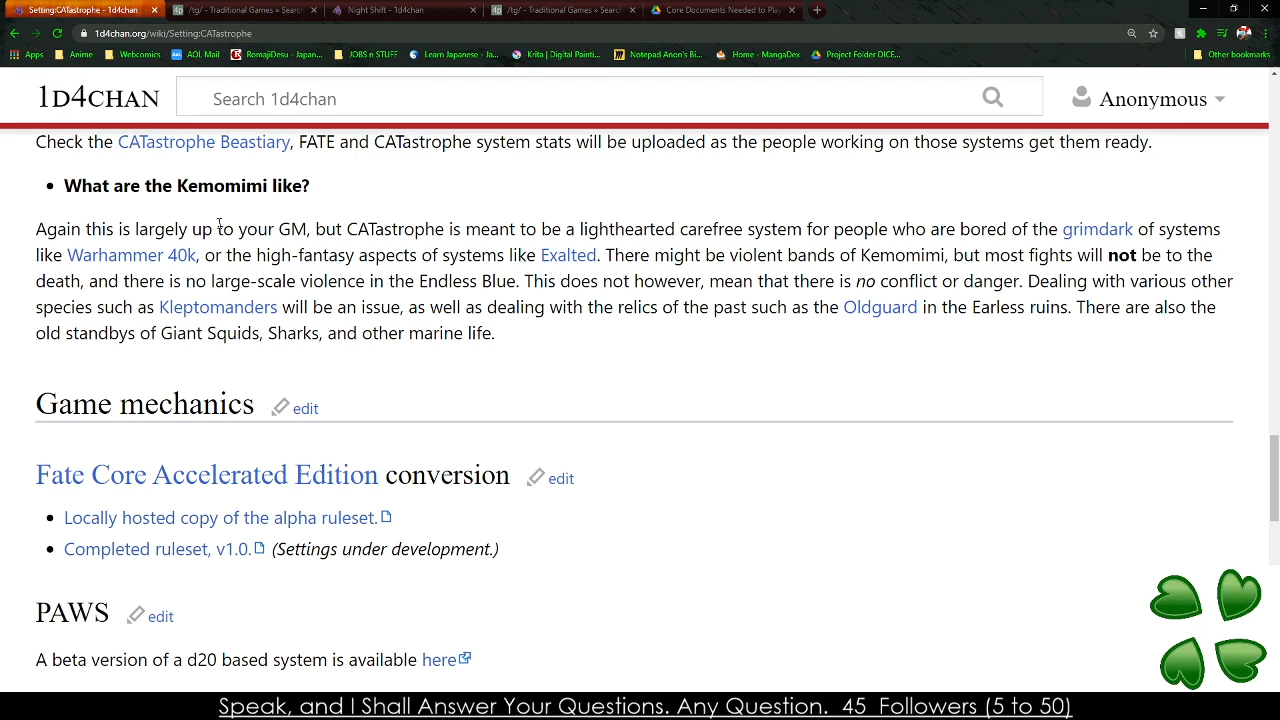 Setting:CATastrophe - 1d4chan
/tg/ - Traditional Games » Search
Night Shift - 1d4chan
/tg/ - Traditional Games » Search
Core Documents Needed to Play
1d4chan.org/wiki/Setting:CATastrophe
Apps Anime Webcomics AOL Mail RomajiDesu - Japan... JOBS n STUFF Learn Japanese - Ja... Krita | Digital Painti... Notepad Anon's Bi... Home - MangaDex Project Folder DICE... Other bookmarks
1D4CHAN Search 1d4chan Anonymous
Check the CATastrophe Beastiary, FATE and CATastrophe system stats will be uploaded as the people working on those systems get them ready.
• What are the Kemomimi like?
Again this is largely up to your GM, but CATastrophe is meant to be a lighthearted carefree system for people who are bored of the grimdark of systems
like Warhammer 40k, or the high-fantasy aspects of systems like Exalted. There might be violent bands of Kemomimi, but most fights will not be to the
death, and there is no large-scale violence in the Endless Blue. This does not however, mean that there is no conflict or danger. Dealing with various other
species such as Kleptomanders will be an issue, as well as dealing with the relics of the past such as the Oldguard in the Earless ruins. There are also the
old standbys of Giant Squids, Sharks, and other marine life.
Game mechanics edit
Fate Core Accelerated Edition conversion edit
• Locally hosted copy of the alpha ruleset.
• Completed ruleset, v1.0. (Settings under development.)
PAWS edit
A beta version of a d20 based system is available here
Speak, and I Shall Answer Your Questions. Any Question. 45 Followers (5 to 50)